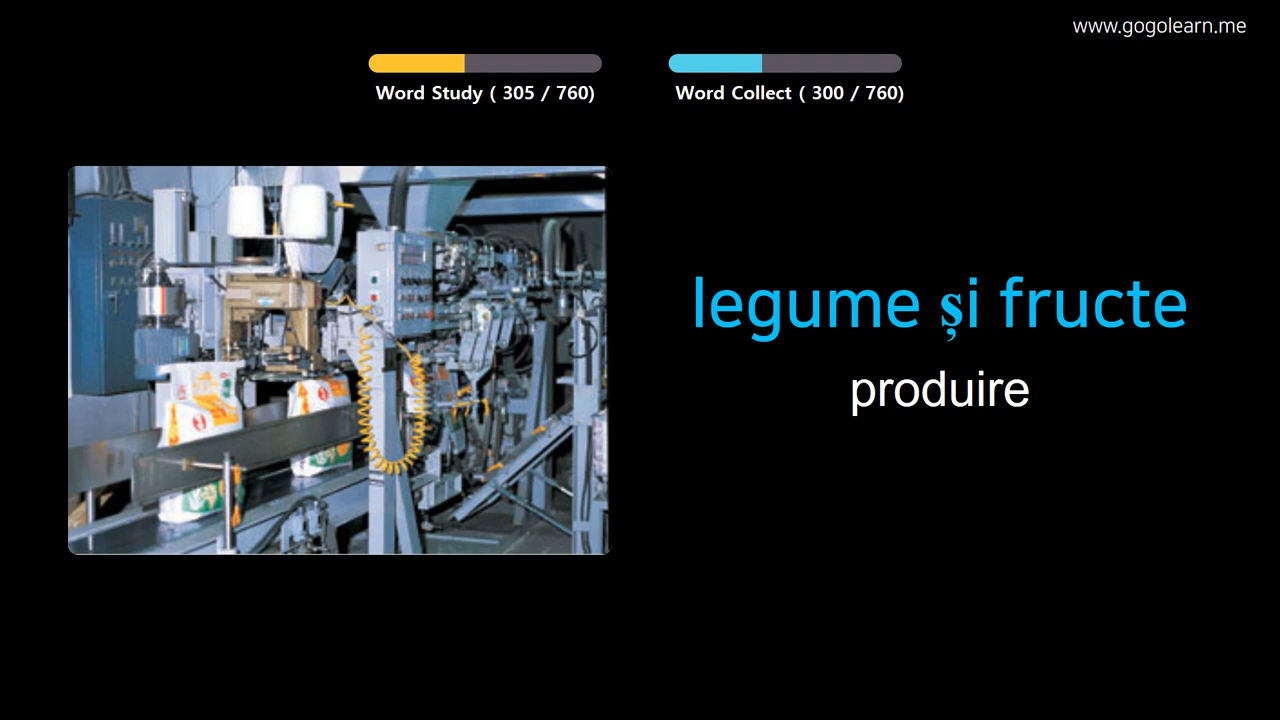 www.gogolearn.me
Word Study ( 305 / 760)
Word Collect ( 300 / 760)
legume și fructe
produire